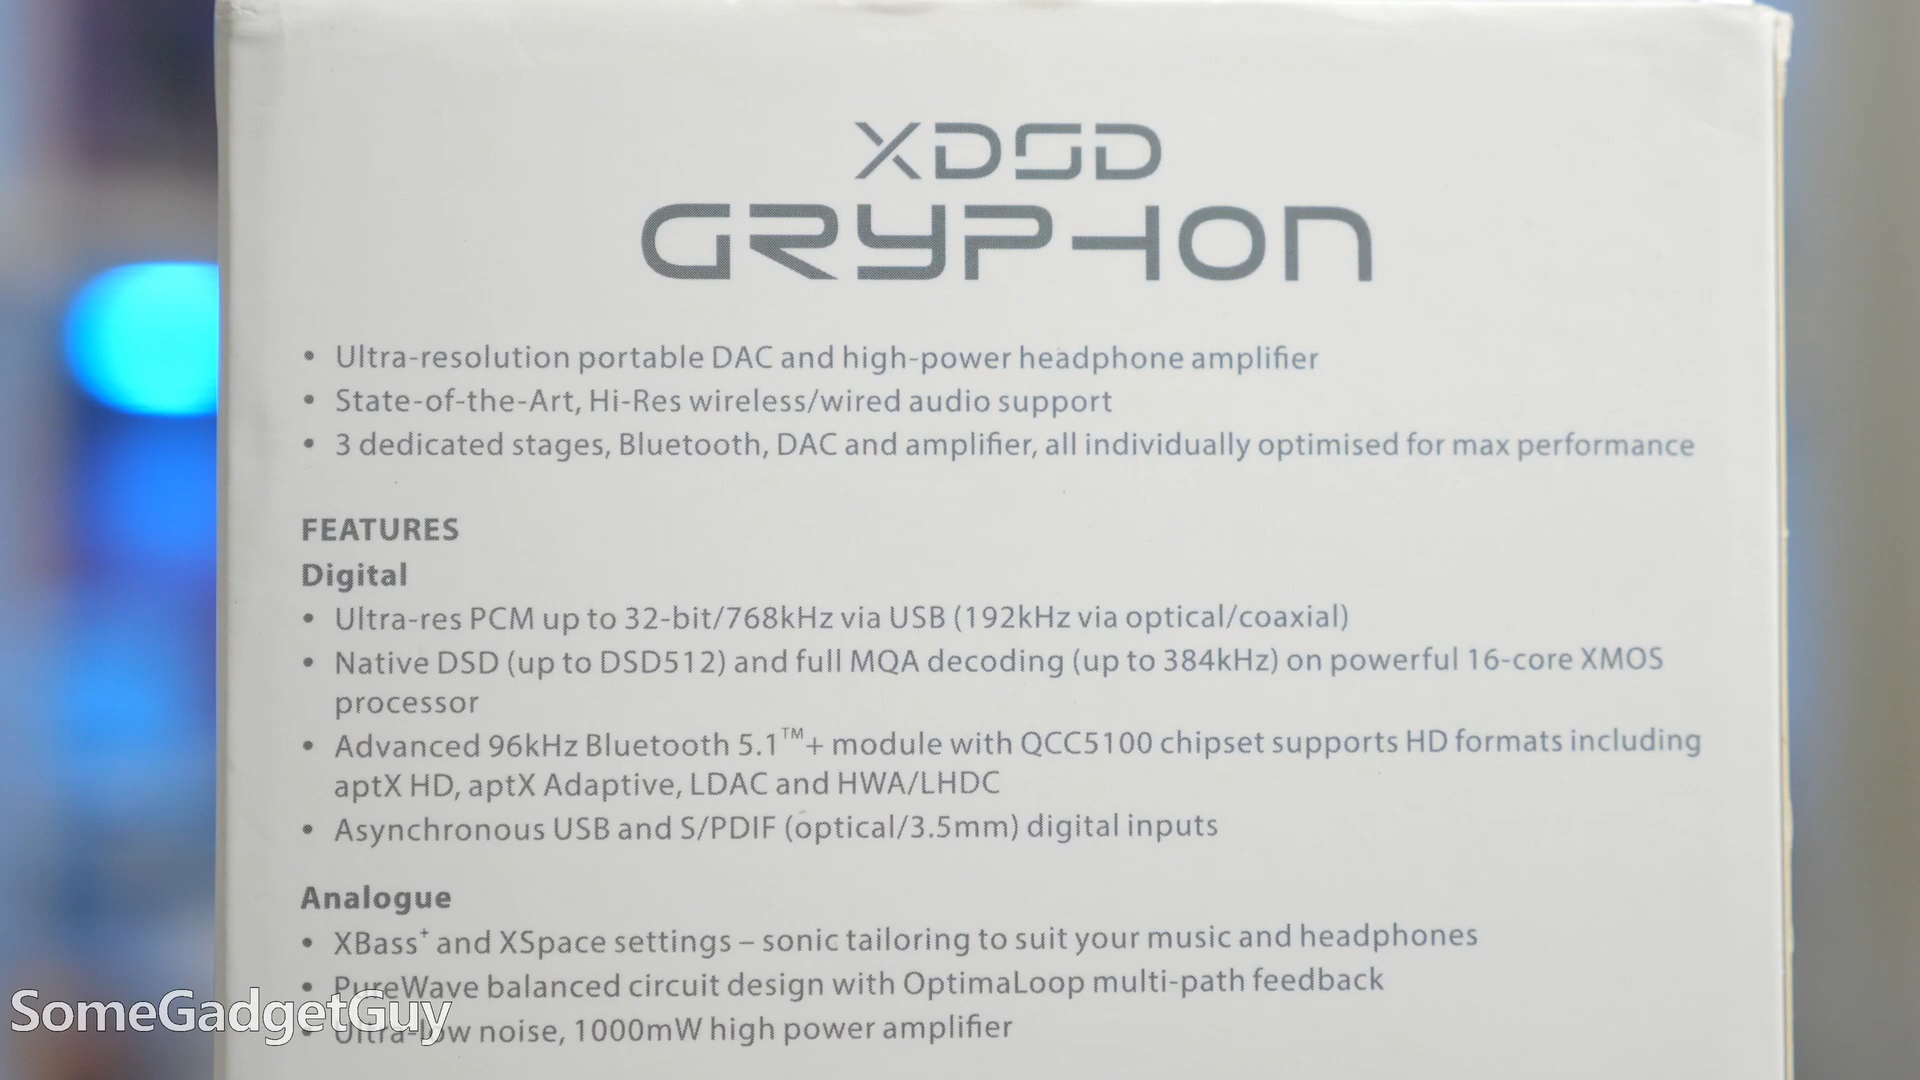 XDSD
GRYPHON
• Ultra-resolution portable DAC and high-power headphone amplifier
• State-of-the-Art, Hi-Res wireless/wired audio support
• 3 dedicated stages, Bluetooth, DAC and amplifier, all individually optimised for max performance
FEATURES
Digital
• Ultra-res PCM up to 32-bit/768kHz via USB (192kHz via optical/coaxial)
• Native DSD (up to DSD512) and full MQA decoding (up to 384kHz) on powerful 16-core XMOS
processor
• Advanced 96kHz Bluetooth 5.1™+ module with QCC5100 chipset supports HD formats including
aptX HD, aptX Adaptive, LDAC and HWA/LHDC
• Asynchronous USB and S/PDIF (optical/3.5mm) digital inputs
Analogue
• XBass⁺ and XSpace settings – sonic tailoring to suit your music and headphones
• PureWave balanced circuit design with OptimaLoop multi-path feedback
• Ultra-low noise, 1000mW high power amplifier
SomeGadgetGuy